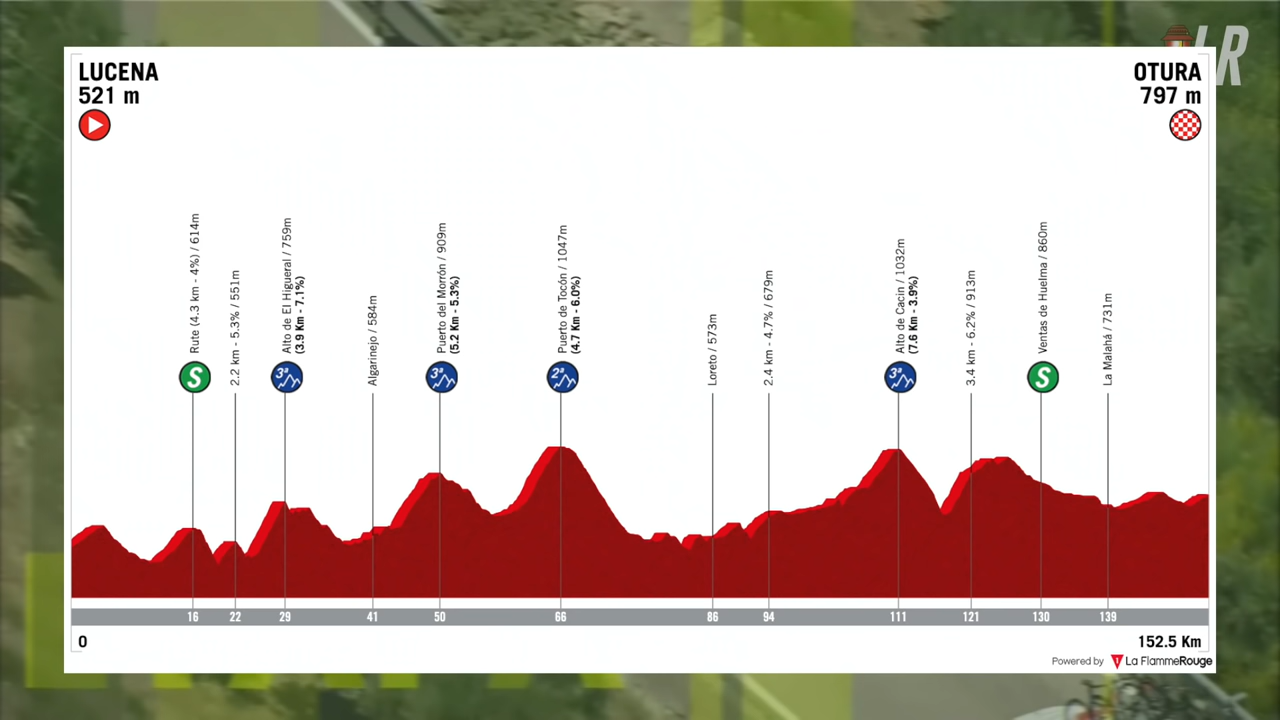 LR
LUCENA
521 m
OTURA
797 m
Rute (4.3 km - 4%) / 614m
2.2 km - 5.3% / 551m
Alto de El Higueral / 759m
(3.9 Km - 7.1%)
Algarinejo / 584m
Puerto del Morrón / 909m
(5.2 Km - 5.3%)
Puerto de Tocón / 1047m
(4.7 Km - 6.0%)
Loreto / 573m
2.4 km - 4.7% / 679m
Alto de Cacin / 1032m
(7.6 Km - 3.9%)
3.4 km - 6.2% / 913m
Ventas de Huelma / 860m
La Malahá / 731m
S 3ª 3ª 2ª 3ª S
16 22 29 41 50 66 86 94 111 121 130 139
0
152.5 Km
Powered by La FlammeRouge